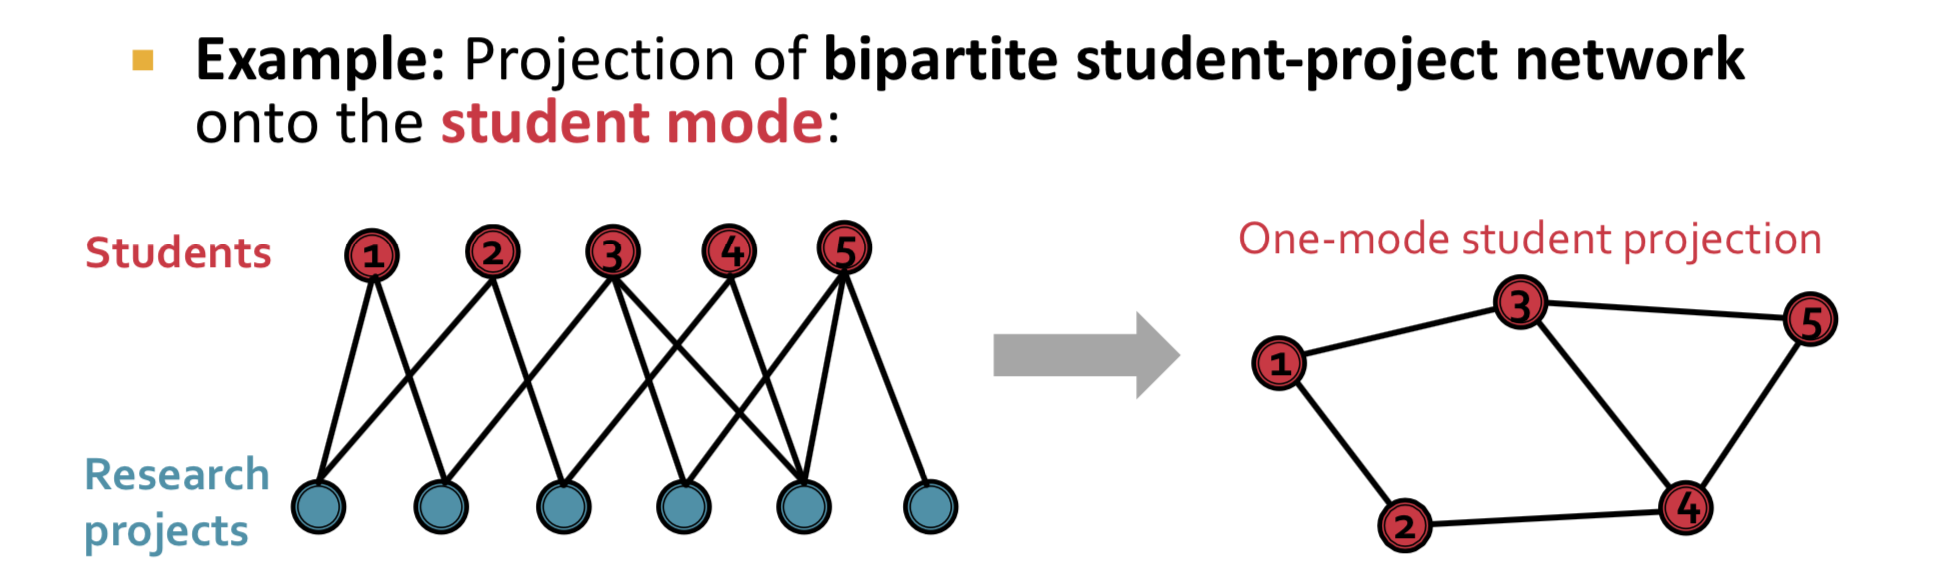 Example: Projection of bipartite student-project network
onto the student mode:
Students
1
2
3
4
5
Research
projects
One-mode student projection
3
5
1
4
2